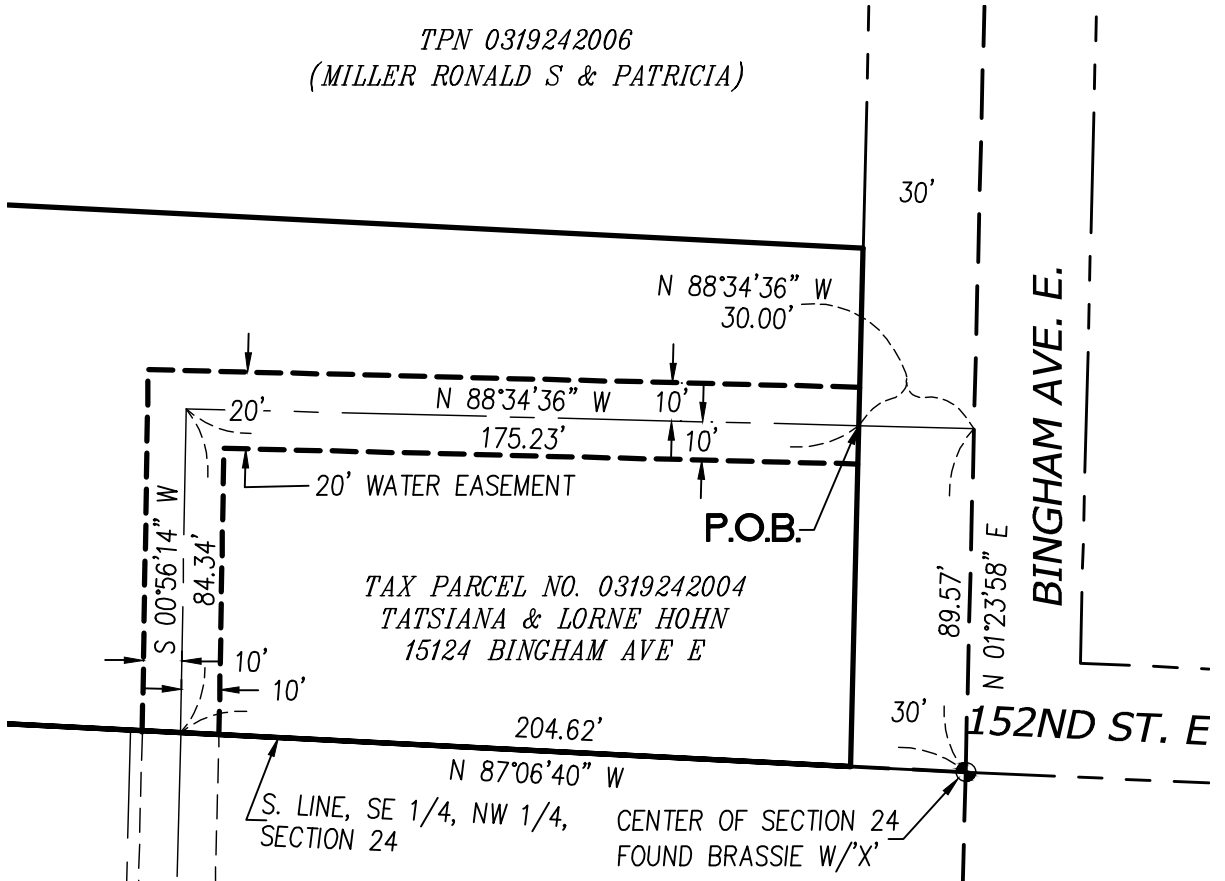 TPN 0319242006
(MILLER RONALD S & PATRICIA)
30'
N 88°34'36" W
30.00'
BINGHAM AVE. E.
N 88°34'36" W
10'
20'
175.23'
10'
20' WATER EASEMENT
P.O.B.
S 00°56'14" W
84.34'
TAX PARCEL NO. 0319242004
TATSIANA & LORNE HOHN
15124 BINGHAM AVE E
89.57'
N 01°23'58" E
10'
10'
30'
204.62'
152ND ST. E
N 87°06'40" W
S. LINE, SE 1/4, NW 1/4,
SECTION 24
CENTER OF SECTION 24
FOUND BRASSIE W/'X'